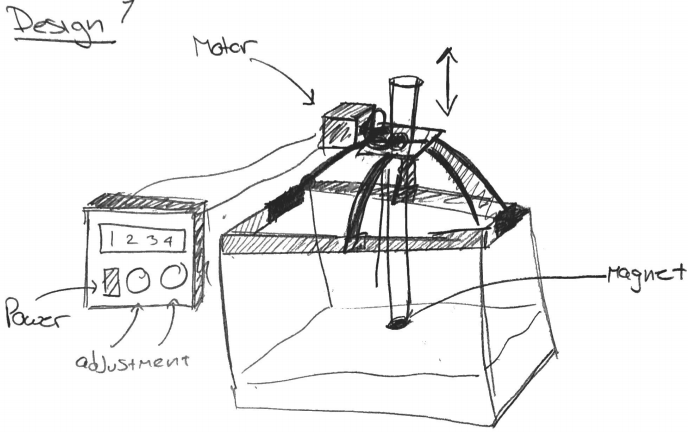 Design 7
Motor
1 2 3 4
Magnet
Power
adjustment